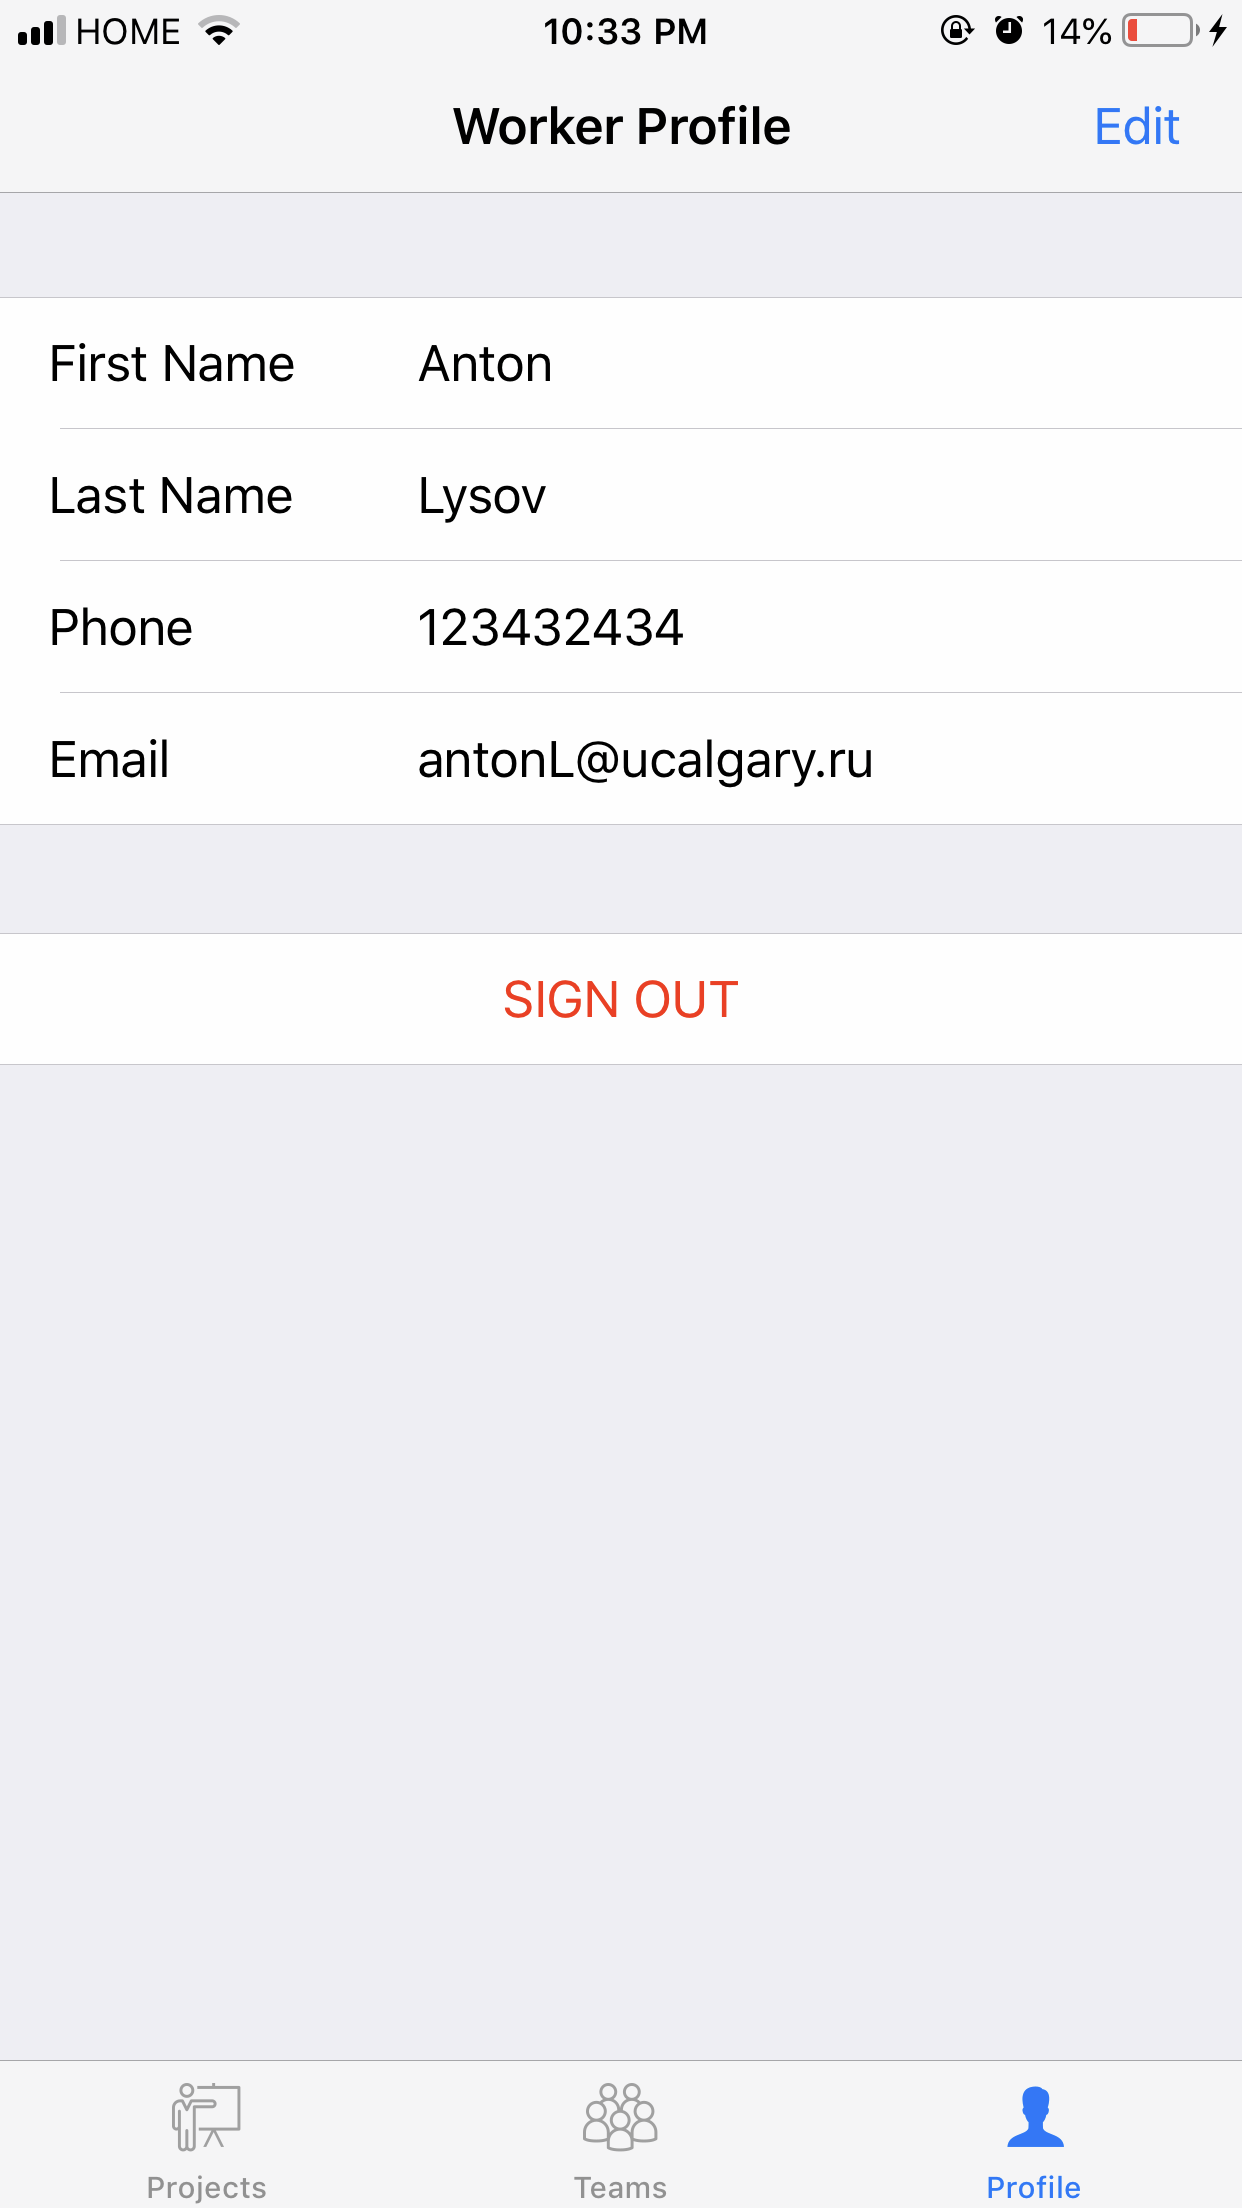 HOME 10:33 PM 14%
Worker Profile Edit
First Name Anton
Last Name Lysov
Phone 123432434
Email antonL@ucalgary.ru
SIGN OUT
Projects Teams Profile